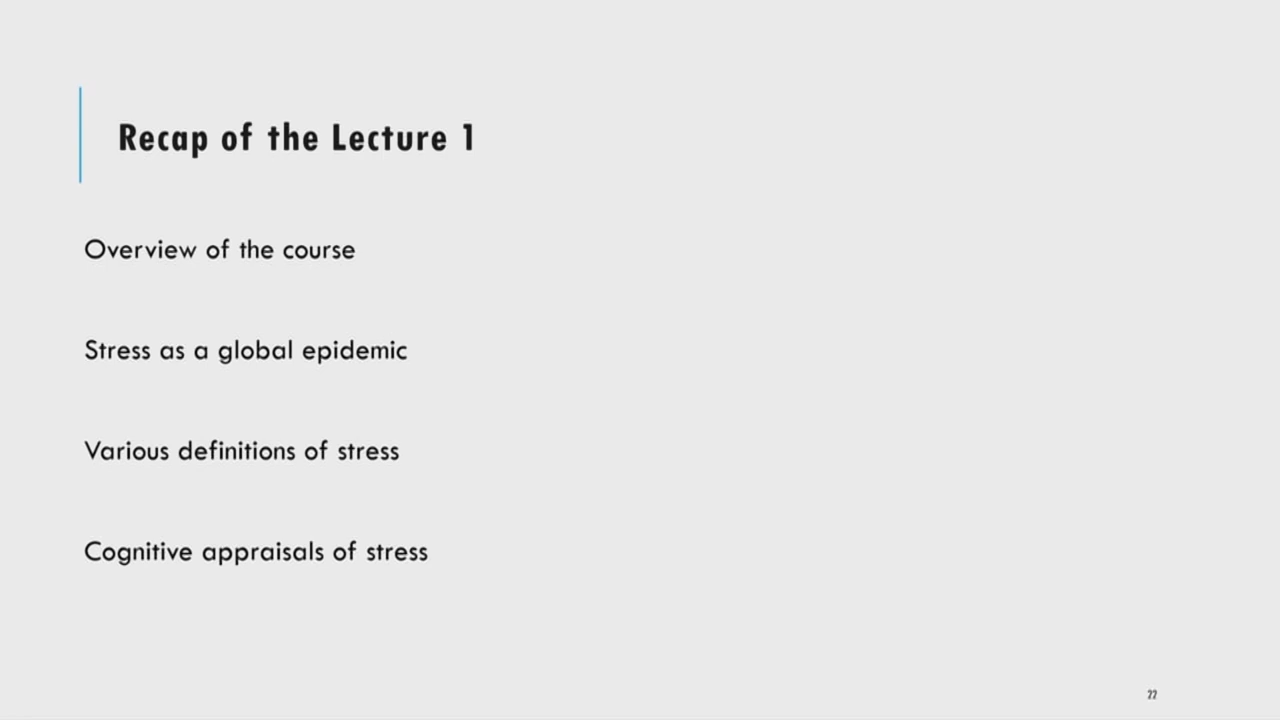 Recap of the Lecture 1
Overview of the course
Stress as a global epidemic
Various definitions of stress
Cognitive appraisals of stress
22